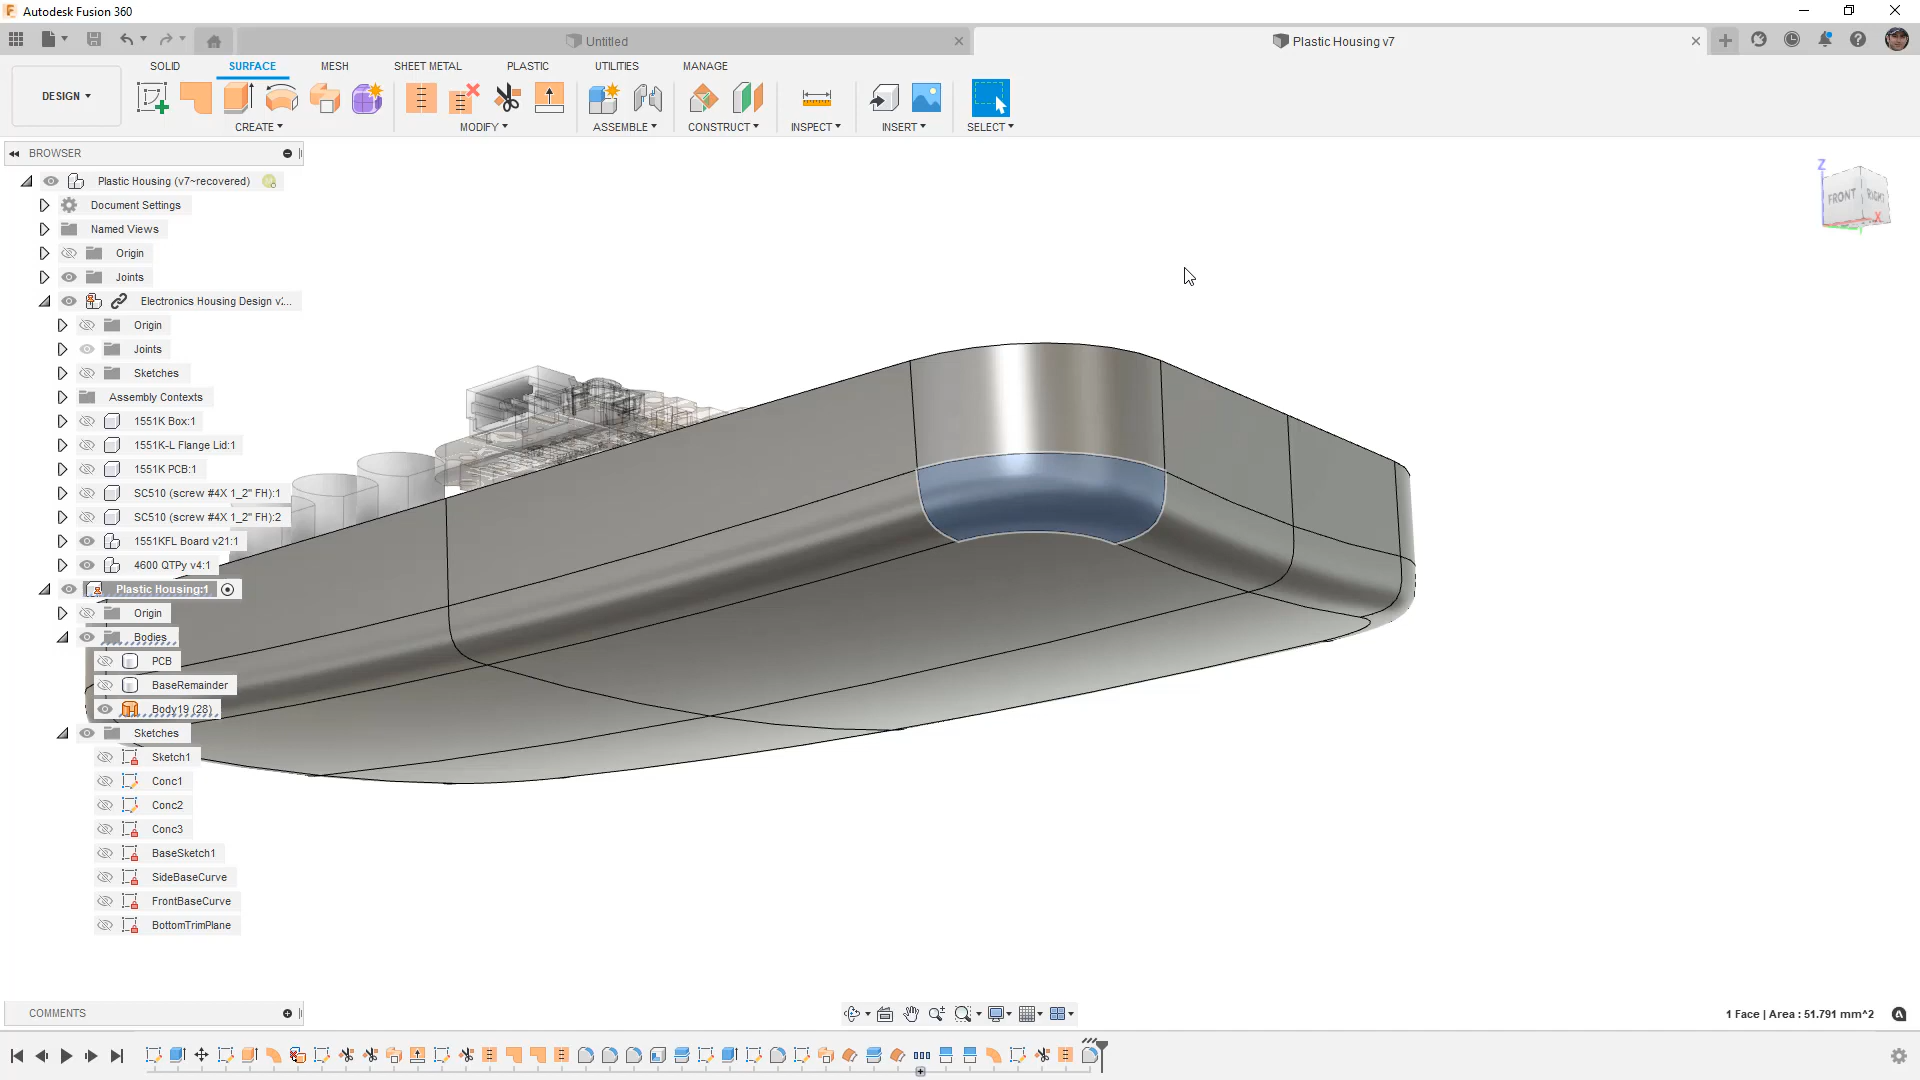 Autodesk Fusion 360
Untitled
Plastic Housing v7
DESIGN
SOLID
SURFACE
MESH
SHEET METAL
PLASTIC
UTILITIES
MANAGE
CREATE
MODIFY
ASSEMBLE
CONSTRUCT
INSPECT
INSERT
SELECT
BROWSER
Plastic Housing (v7~recovered)
Document Settings
Named Views
Origin
Joints
Electronics Housing Design v:...
Origin
Joints
Sketches
Assembly Contexts
1551K Box:1
1551K-L Flange Lid:1
1551K PCB:1
SC510 (screw #4X 1_2" FH):1
SC510 (screw #4X 1_2" FH):2
1551KFL Board v21:1
4600 QTPy v4:1
Plastic Housing:1
Origin
Bodies
PCB
BaseRemainder
Body19 (28)
Sketches
Sketch1
Conc1
Conc2
Conc3
BaseSketch1
SideBaseCurve
FrontBaseCurve
BottomTrimPlane
Z
FRONT
RIGHT
X
COMMENTS
1 Face | Area : 51.791 mm^2